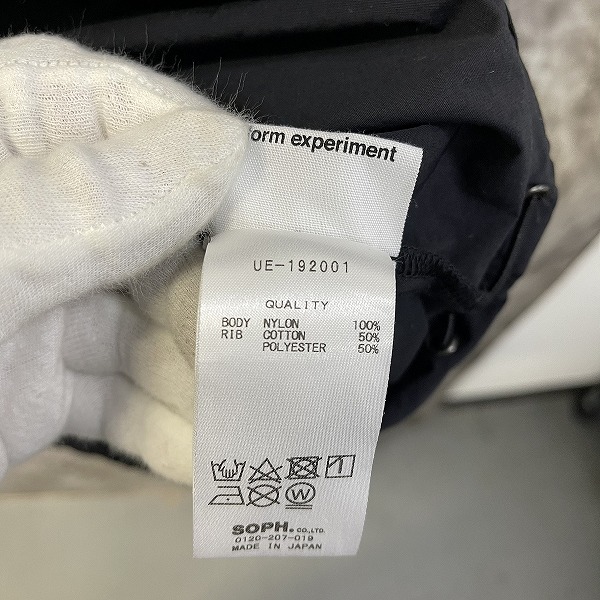 form experiment
UE-192001
QUALITY
BODY NYLON 100%
RIB COTTON 50%
POLYESTER 50%
W
SOPH. CO.,LTD.
0120-207-019
MADE IN JAPAN